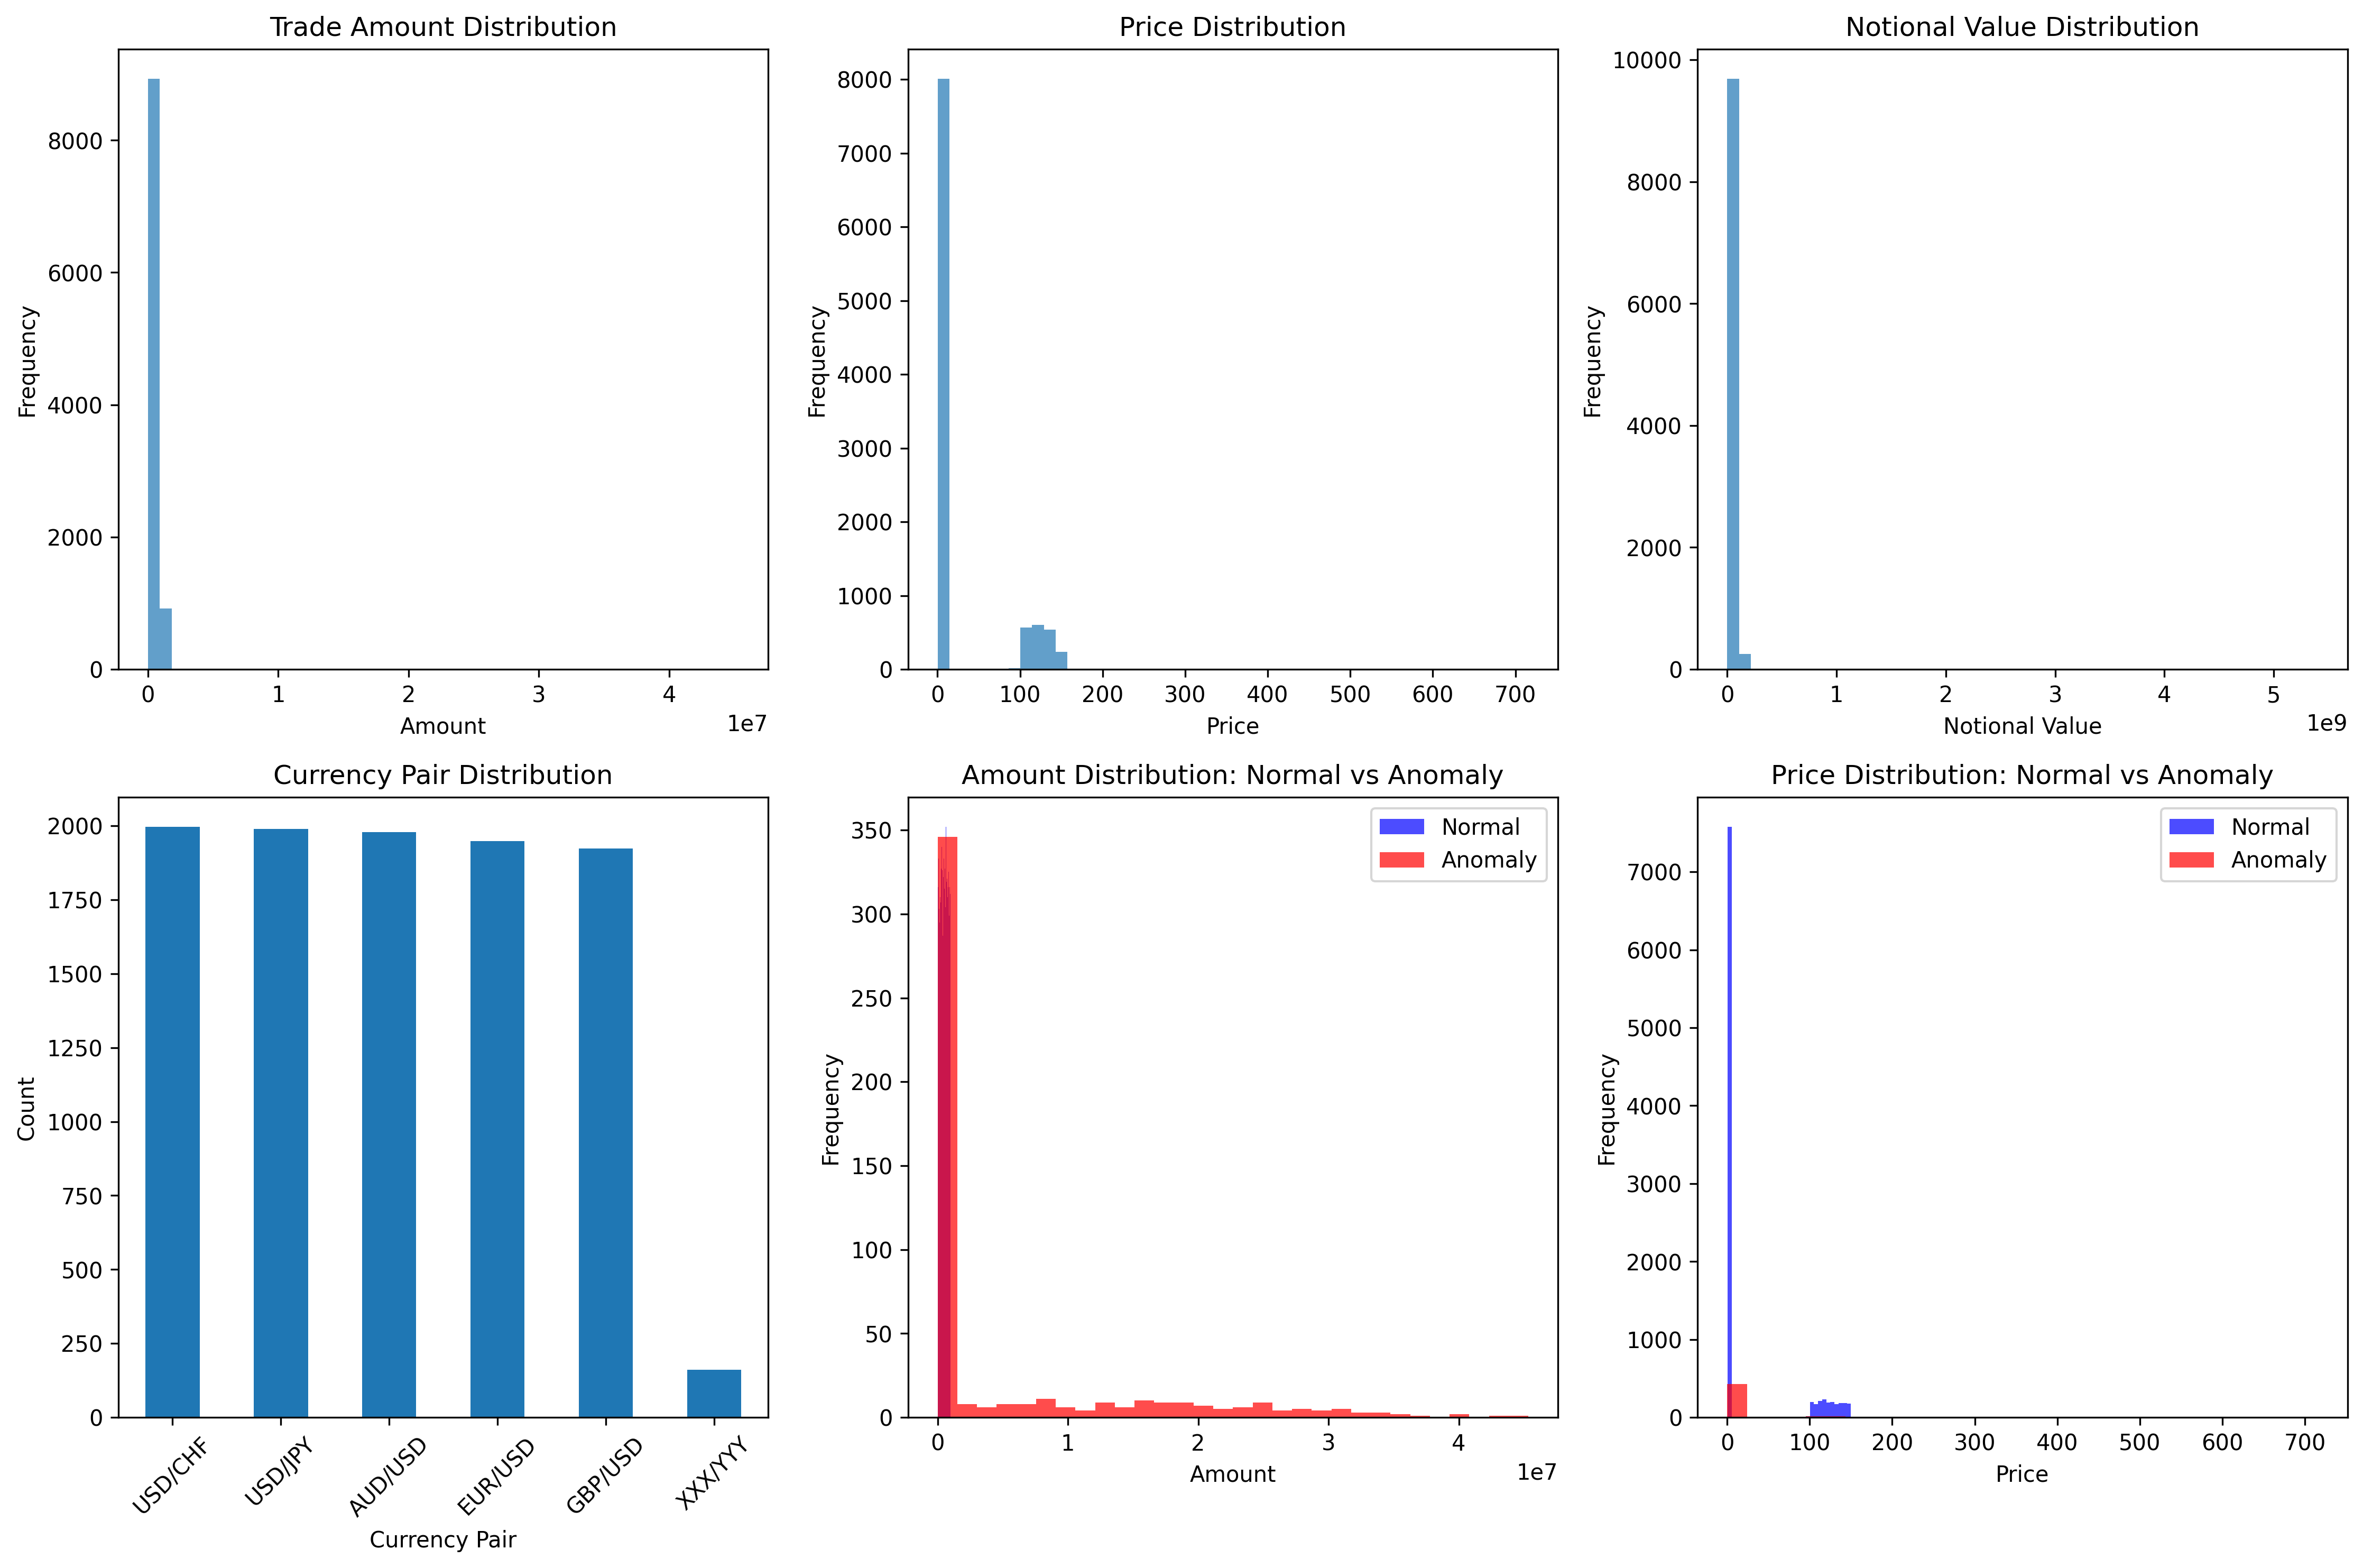 Trade Amount Distribution
Frequency
8000
6000
4000
2000
0
0 1 2 3 4
1e7
Amount
Price Distribution
Frequency
8000
7000
6000
5000
4000
3000
2000
1000
0
0 100 200 300 400 500 600 700
Price
Notional Value Distribution
Frequency
10000
8000
6000
4000
2000
0
0 1 2 3 4 5
1e9
Notional Value
Currency Pair Distribution
Count
2000
1750
1500
1250
1000
750
500
250
0
USD/CHF USD/JPY AUD/USD EUR/USD GBP/USD XXX/YYY
Currency Pair
Amount Distribution: Normal vs Anomaly
Normal
Anomaly
Frequency
350
300
250
200
150
100
50
0
0 1 2 3 4
1e7
Amount
Price Distribution: Normal vs Anomaly
Normal
Anomaly
Frequency
7000
6000
5000
4000
3000
2000
1000
0
0 100 200 300 400 500 600 700
Price